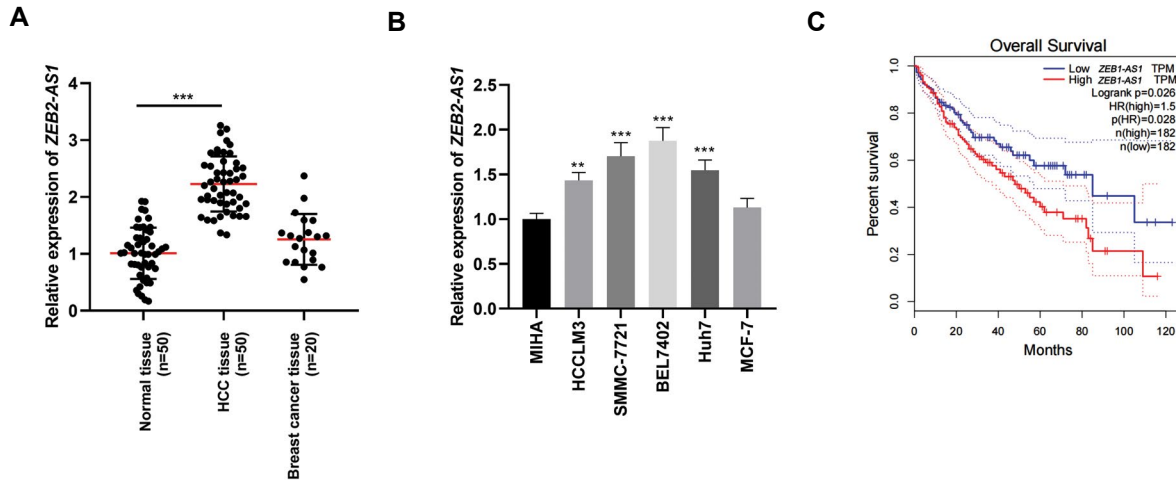 A
Relative expression of ZEB2-AS1
4
3
2
1
0
***
Normal tissue
(n=50)
HCC tissue
(n=50)
Breast cancer tissue
(n=20)
B
Relative expression of ZEB2-AS1
2.5
2.0
1.5
1.0
0.5
0.0
**
***
***
***
MIHA
HCCLM3
SMMC-7721
BEL7402
Huh7
MCF-7
C
Overall Survival
Percent survival
1.0
0.8
0.6
0.4
0.2
0.0
Low ZEB1-AS1 TPM
High ZEB1-AS1 TPM
Logrank p=0.026
HR(high)=1.5
p(HR)=0.028
n(high)=182
n(low)=182
0 20 40 60 80 100 120
Months